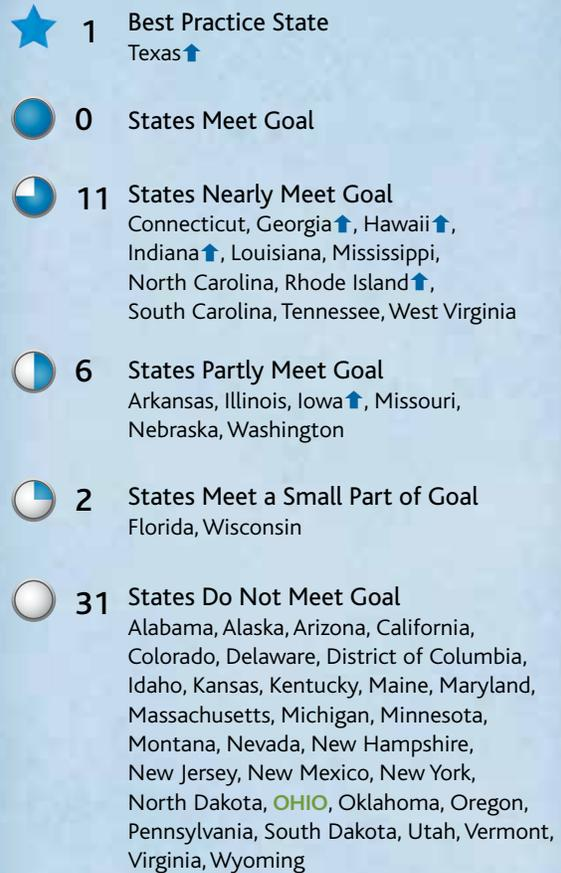 1 Best Practice State
Texas⬆
0 States Meet Goal
11 States Nearly Meet Goal
Connecticut, Georgia⬆, Hawaii⬆,
Indiana⬆, Louisiana, Mississippi,
North Carolina, Rhode Island⬆,
South Carolina, Tennessee, West Virginia
6 States Partly Meet Goal
Arkansas, Illinois, Iowa⬆, Missouri,
Nebraska, Washington
2 States Meet a Small Part of Goal
Florida, Wisconsin
31 States Do Not Meet Goal
Alabama, Alaska, Arizona, California,
Colorado, Delaware, District of Columbia,
Idaho, Kansas, Kentucky, Maine, Maryland,
Massachusetts, Michigan, Minnesota,
Montana, Nevada, New Hampshire,
New Jersey, New Mexico, New York,
North Dakota, OHIO, Oklahoma, Oregon,
Pennsylvania, South Dakota, Utah, Vermont,
Virginia, Wyoming